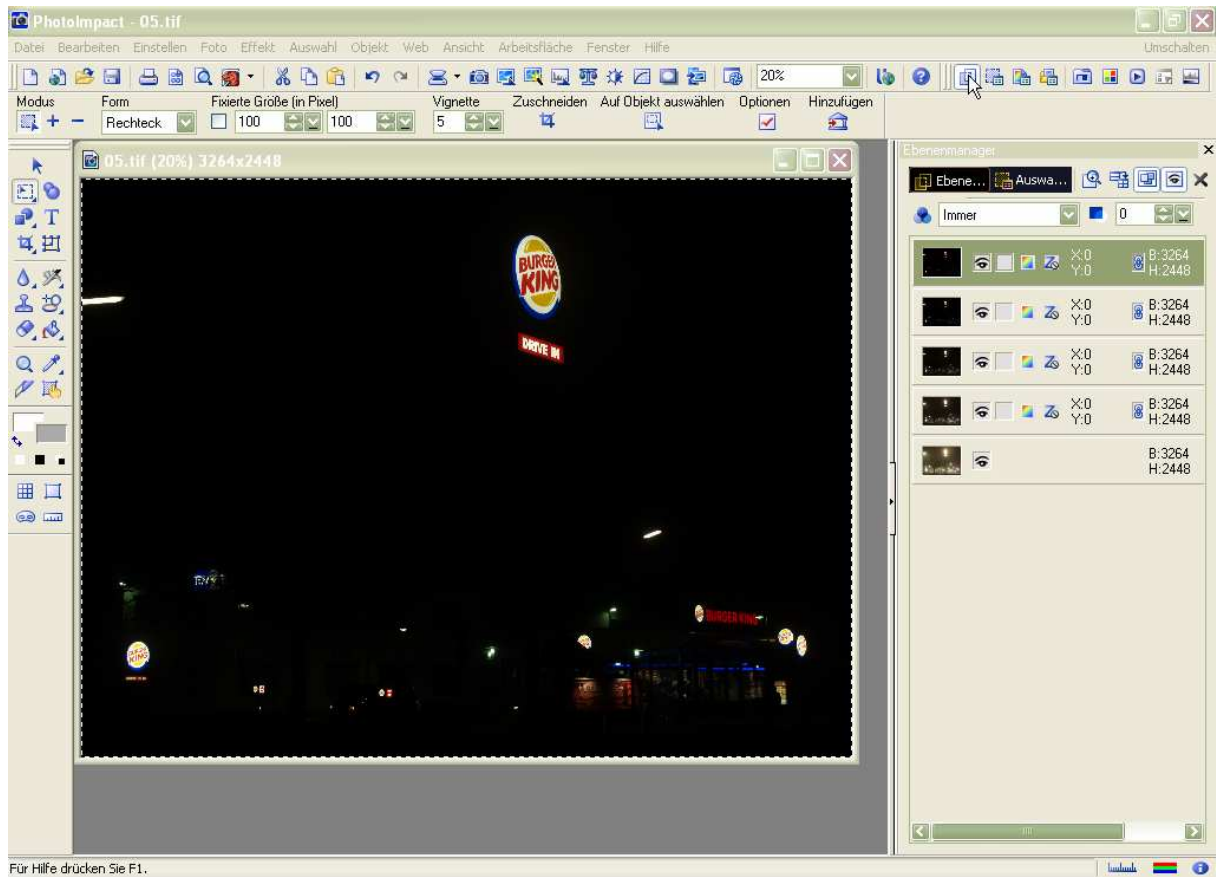 PhotoImpact - 05.tif
Datei Bearbeiten Einstellen Foto Effekt Auswahl Objekt Web Ansicht Arbeitsfläche Fenster Hilfe Umschalten
20%
Modus Form Fixierte Größe (in Pixel) Vignette Zuschneiden Auf Objekt auswählen Optionen Hinzufügen
Rechteck 100 100 5
05.tif (20%) 3264x2448
BURGER
KING
DRIVE IN
BURGER KING
Ebenenmanager
Ebene... Auswa...
Immer 0
X:0 B:3264
Y:0 H:2448
X:0 B:3264
Y:0 H:2448
X:0 B:3264
Y:0 H:2448
X:0 B:3264
Y:0 H:2448
B:3264
H:2448
Für Hilfe drücken Sie F1.